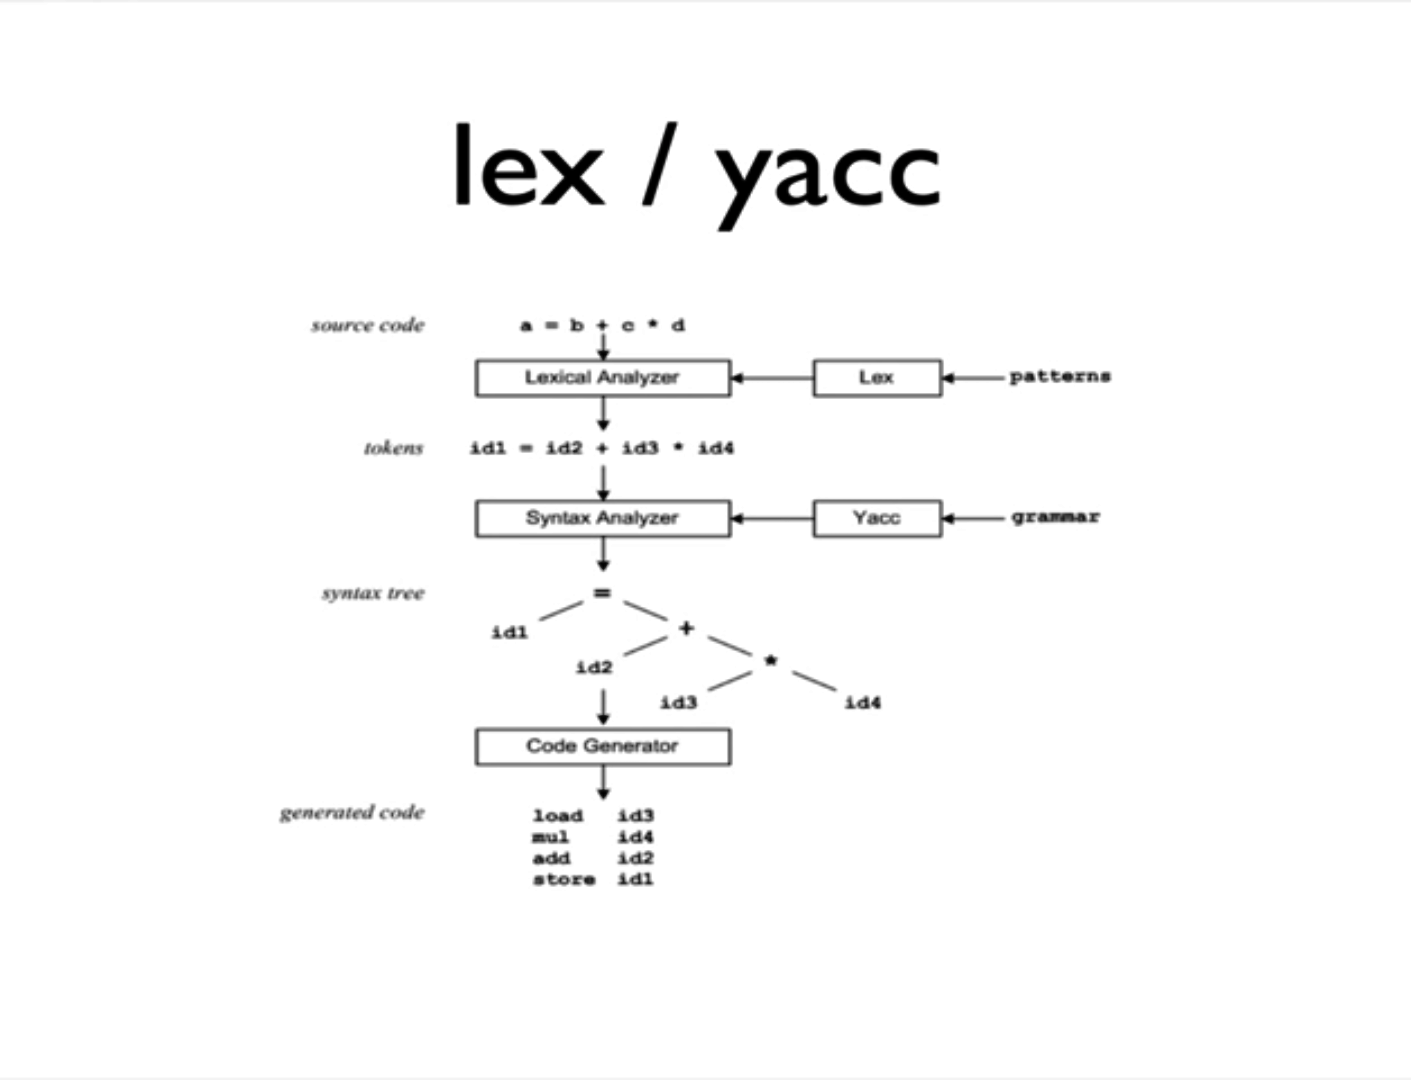 lex / yacc
source code a = b + c * d
Lexical Analyzer Lex patterns
tokens id1 = id2 + id3 * id4
Syntax Analyzer Yacc grammar
syntax tree =
id1 +
id2 *
id3 id4
Code Generator
generated code load id3
mul id4
add id2
store id1